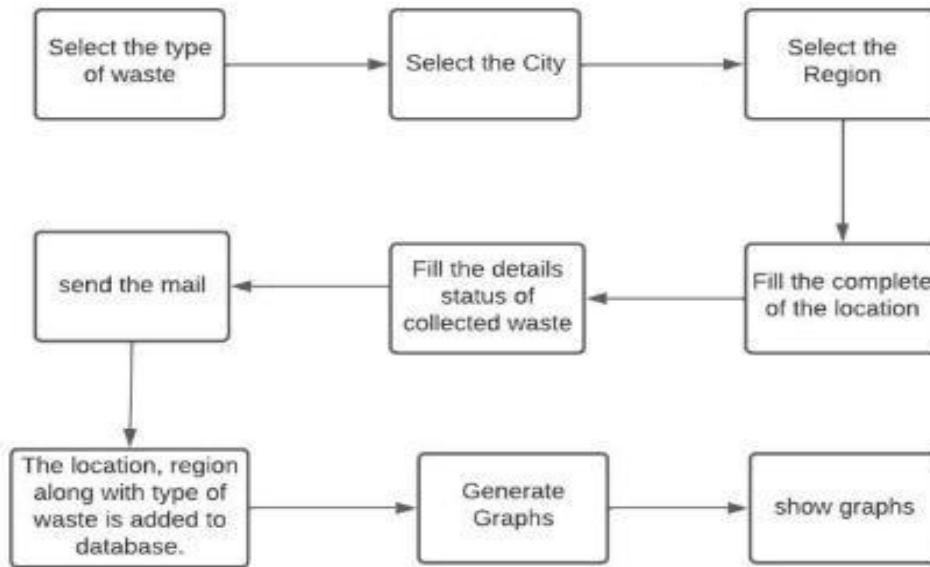 Select the type
of waste
Select the City
Select the
Region
Fill the complete
of the location
Fill the details
status of
collected waste
send the mail
The location, region
along with type of
waste is added to
database.
Generate
Graphs
show graphs